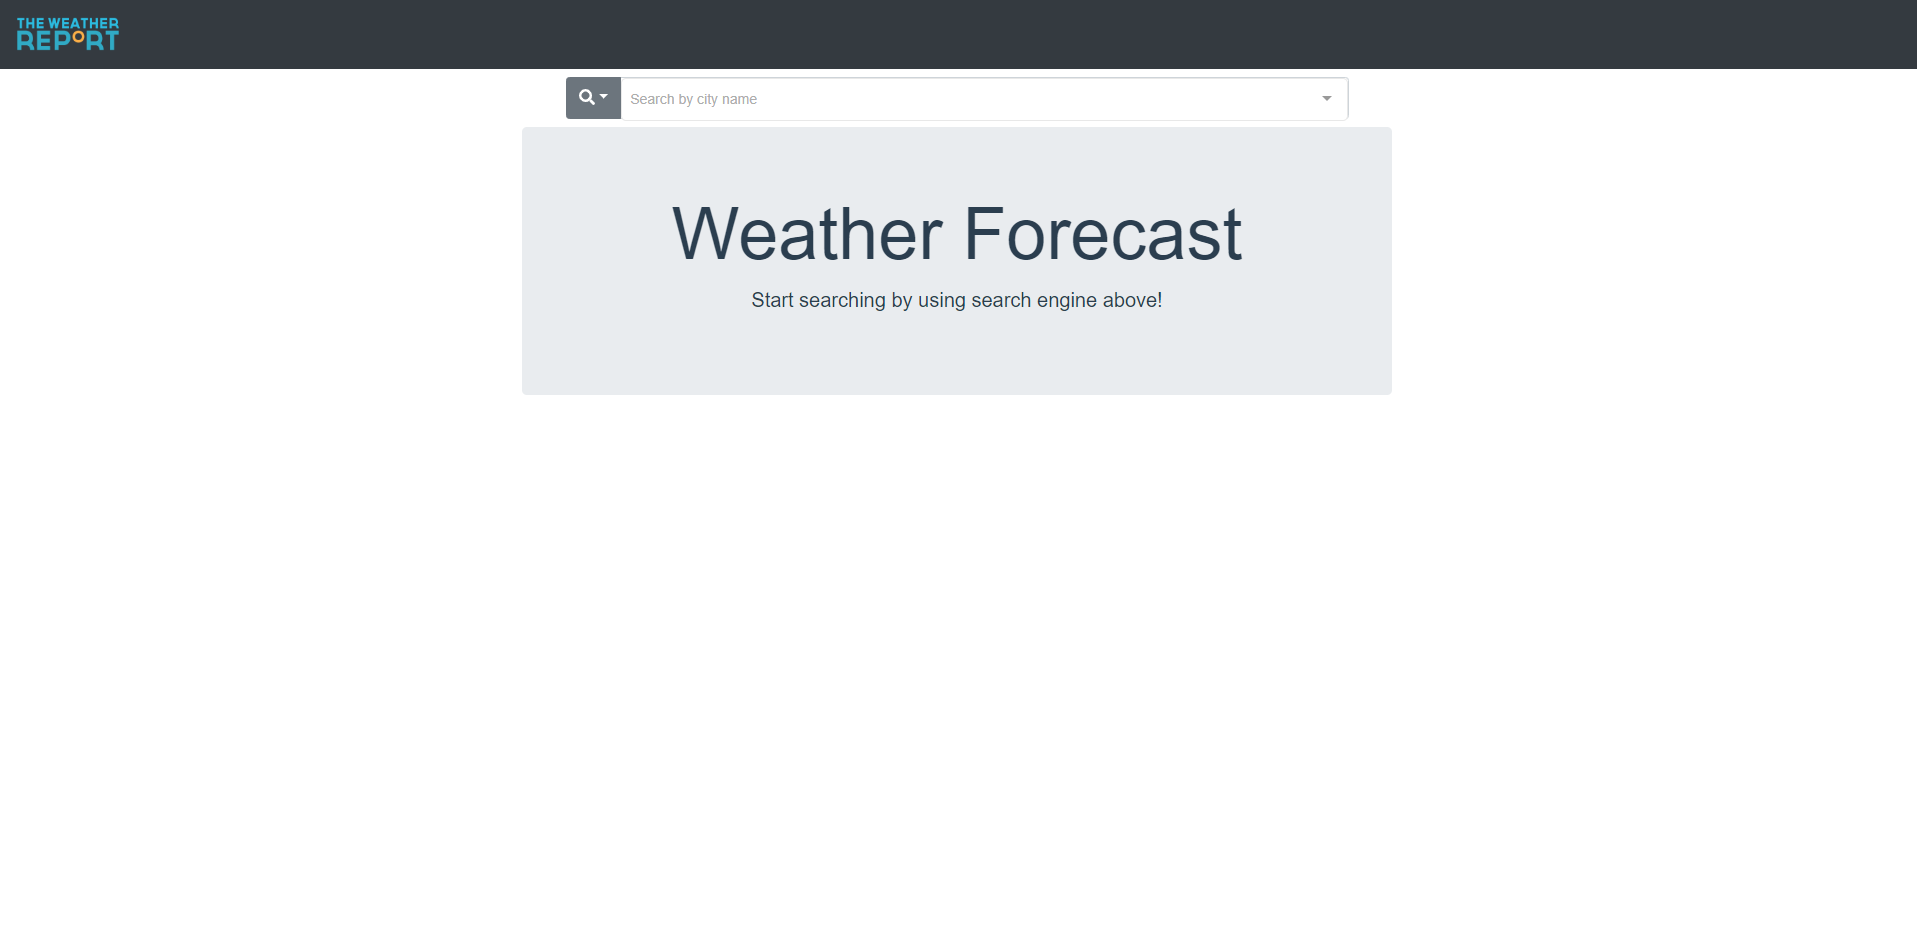 THE WEATHER
REPORT
Search by city name
Weather Forecast
Start searching by using search engine above!